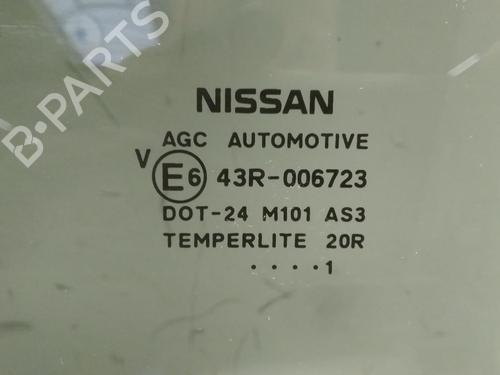 B-PARTS
NISSAN
AGC AUTOMOTIVE
V E6 43R-006723
DOT-24 M101 AS3
TEMPERLITE 20R
....1